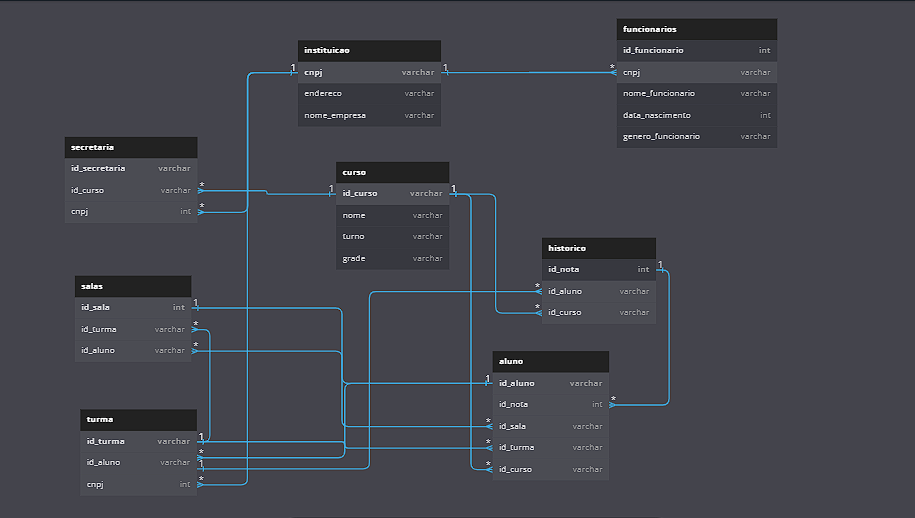 funcionarios
id_funcionario int
cnpj varchar
nome_funcionario varchar
data_nascimento int
genero_funcionario varchar
instituicao
cnpj varchar
endereco varchar
nome_empresa varchar
1
1
*
secretaria
id_secretaria varchar
id_curso varchar
cnpj int
*
*
curso
id_curso varchar
nome varchar
turno varchar
grade varchar
1
1
historico
id_nota int
id_aluno varchar
id_curso varchar
1
*
*
salas
id_sala int
id_turma varchar
id_aluno varchar
1
*
*
aluno
id_aluno varchar
id_nota int
id_sala varchar
id_turma varchar
id_curso varchar
1
*
*
*
*
turma
id_turma varchar
id_aluno varchar
cnpj int
1
*
1
*